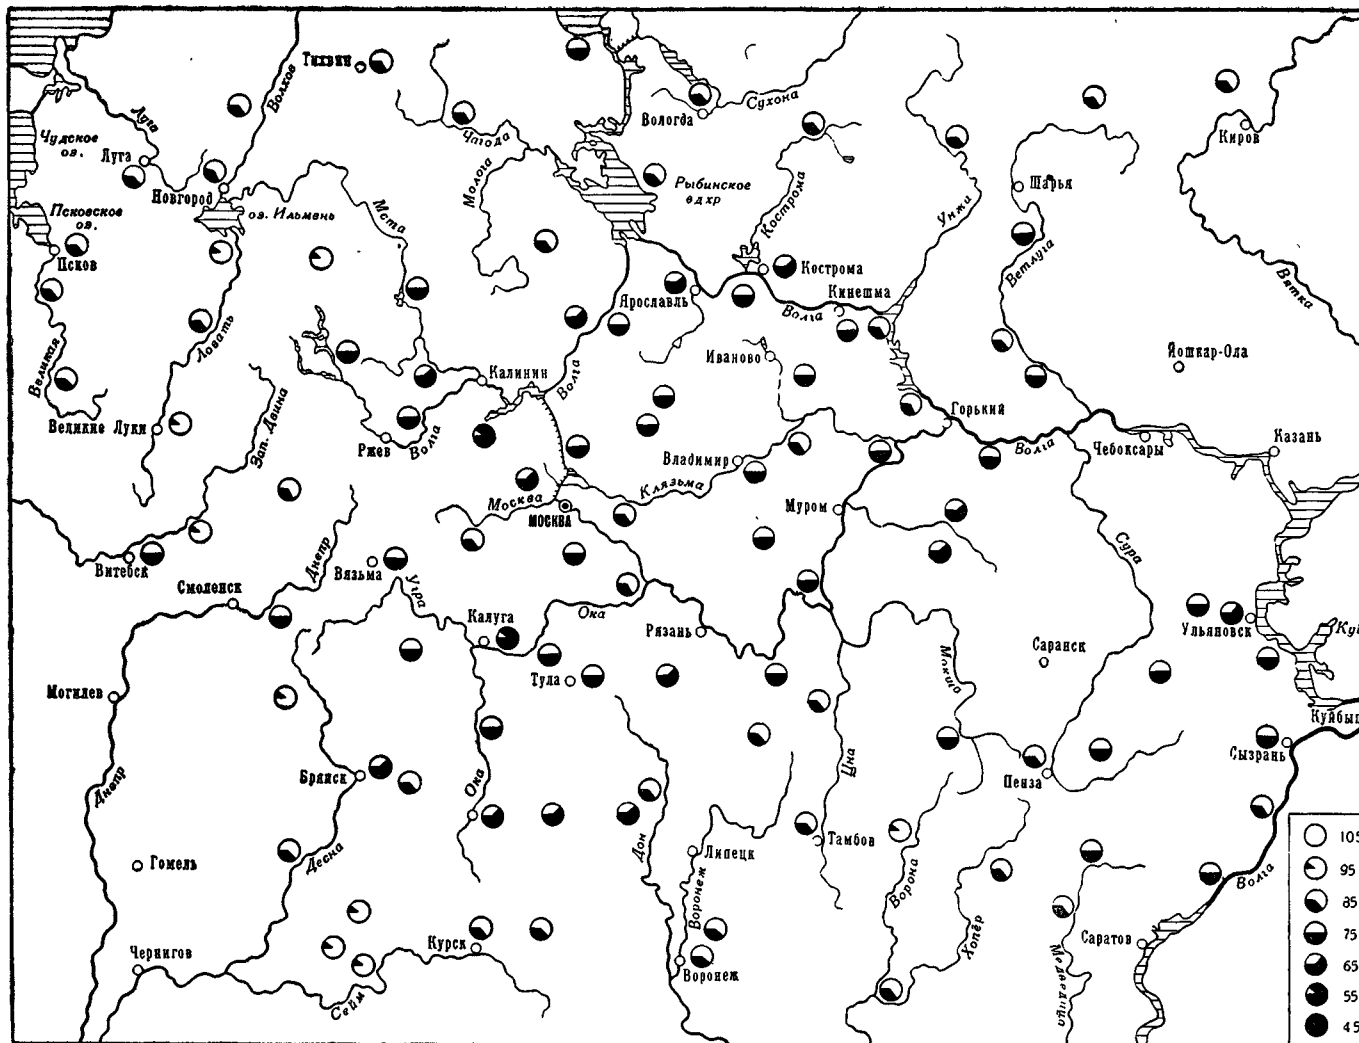 Тихвин
Волхов
Луга
Чудское
оз.
Луга
Новгород
Псковское
оз.
оз. Ильмень
Псков
Мста
Чагода
Молога
Вологда
Сухона
Рыбинское
вдхр
Кострома
Кострома
Унжа
Шарья
Ветлуга
Киров
Вятка
Ярославль
Волга
Кинешма
Иваново
Йошкар-Ола
Великая
Ловать
Великие Луки
Зап. Двина
Калинин
Волга
Ржев
Волга
Горький
Волга
Чебоксары
Казань
Владимир
Клязьма
Москва
МОСКВА
Муром
Сура
Витебск
Смоленск
Днепр
Вязьма
Угра
Калуга
Ока
Рязань
Тула
Мокша
Саранск
Ульяновск
Куй
Могилев
Днепр
Брянск
Ока
Цна
Пенза
Куйбыш
Сызрань
Гомель
Десна
Дон
Липецк
Воронеж
Тамбов
Ворона
Хопёр
Медведица
Саратов
Волга
Чернигов
Сейм
Курск
Воронеж
105
95
85
75
65
55
45